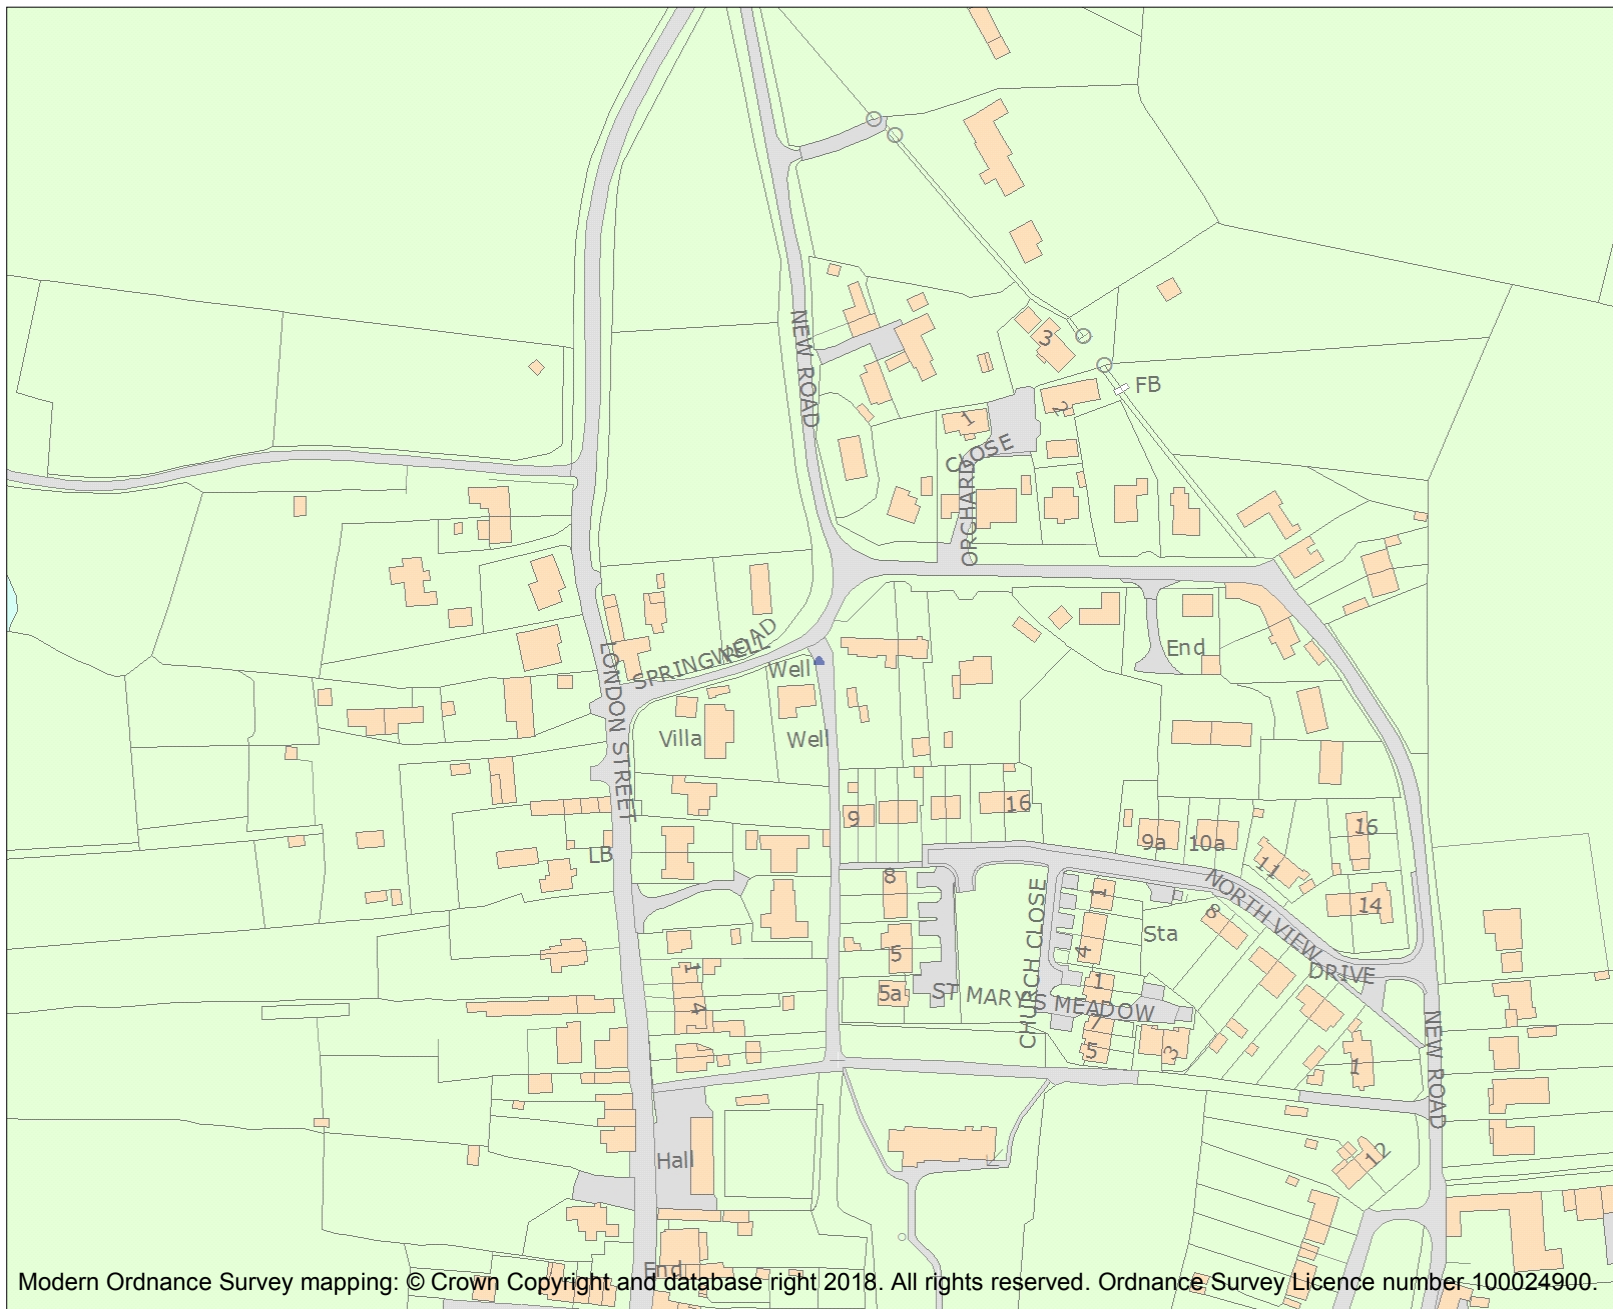 NEW ROAD
3
FB
2
1
CLOSE
ORCHARD
SPRINGWELL
ROAD
End
Well
LONDON STREET
Villa
Well
16
9
16
9a
10a
LB
11
8
1
NORTH VIEW
14
8
CHURCH CLOSE
Sta
4
5
1
DRIVE
1
5a
ST MARY'S MEADOW
4
7
5
3
NEW ROAD
1
Hall
12
End
Modern Ordnance Survey mapping: © Crown Copyright and database right 2018. All rights reserved. Ordnance Survey Licence number 100024900.